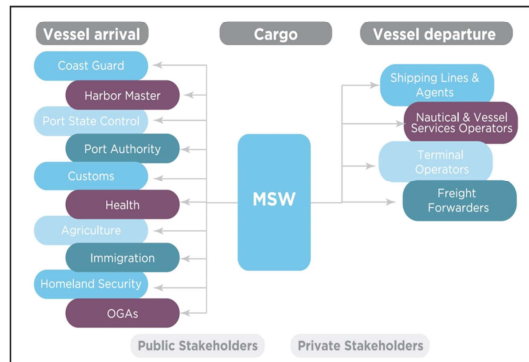 Vessel arrival
Cargo
Vessel departure
Coast Guard
Harbor Master
Port State Control
Port Authority
Customs
Health
Agriculture
Immigration
Homeland Security
OGAs
MSW
Shipping Lines &
Agents
Nautical & Vessel
Services Operators
Terminal
Operators
Freight
Forwarders
Public Stakeholders
Private Stakeholders